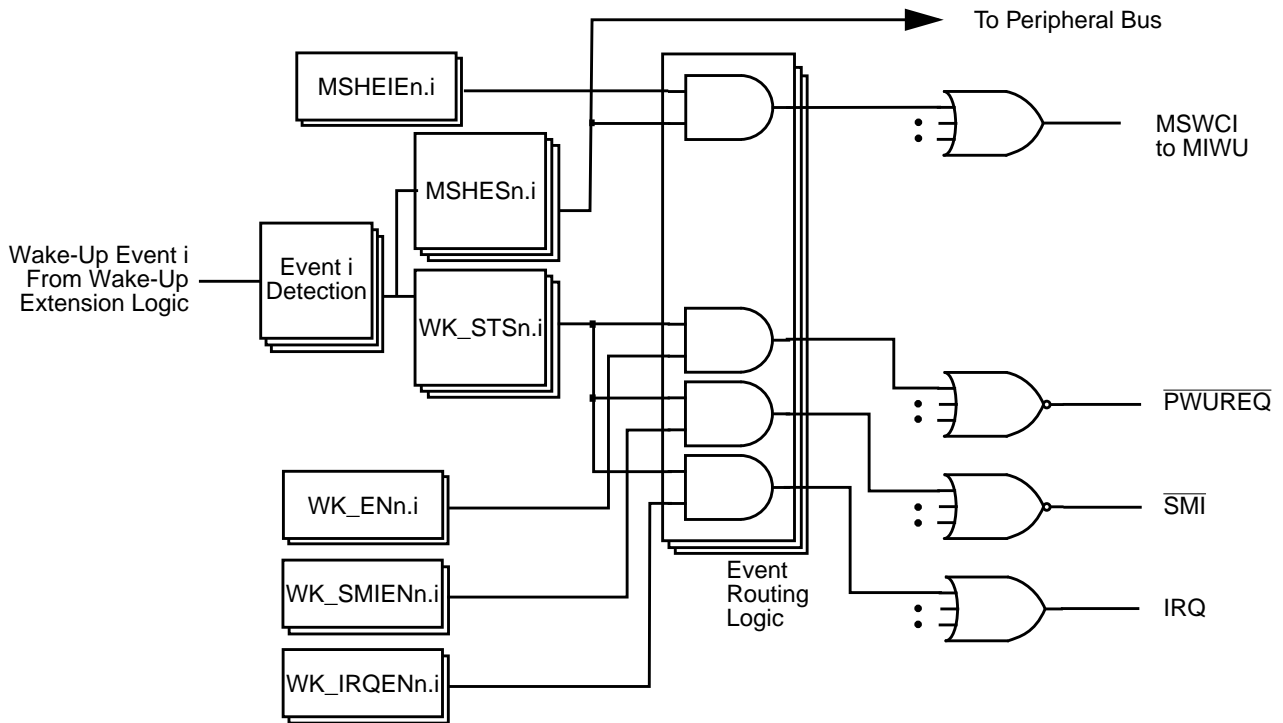 To Peripheral Bus
MSHEIEn.i
MSWCI
to MIWU
MSHESn.i
Wake-Up Event i
From Wake-Up
Extension Logic
Event i
Detection
WK_STSn.i
PWUREQ
WK_ENn.i
SMI
Event
Routing
Logic
WK_SMIENn.i
IRQ
WK_IRQENn.i